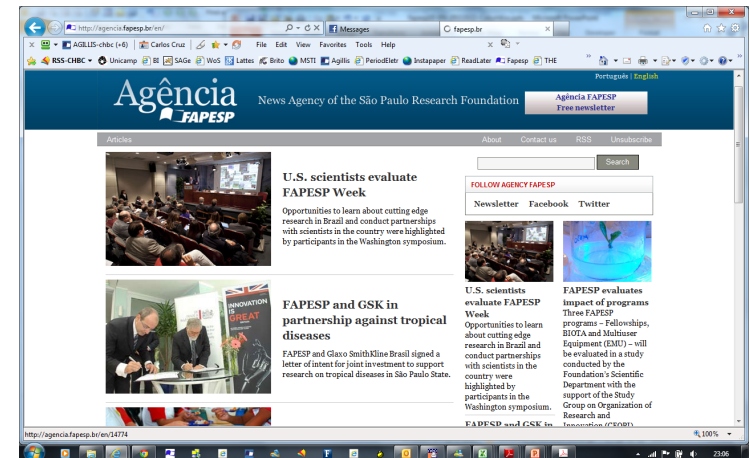 http://agencia.fapesp.br/en/
Messages
fapesp.br
AGILLIS-chbc (+6)
Carlos Cruz
File Edit View Favorites Tools Help
RSS-CHBC
Unicamp
BI
SAGe
WoS
Lattes
Brito
MSTI
Agillis
PeriodEletr
Instapaper
ReadLater
Fapesp
THE
Português | English
Agência
FAPESP
News Agency of the São Paulo Research Foundation
Agência FAPESP
Free newsletter
Articles
About Contact us RSS Unsubscribe
Search
U.S. scientists evaluate
FAPESP Week
Opportunities to learn about cutting edge
research in Brazil and conduct partnerships
with scientists in the country were highlighted
by participants in the Washington symposium.
INNOVATION
IS
GREAT
FAPESP and GSK in
partnership against tropical
diseases
FAPESP and Glaxo SmithKline Brasil signed a
letter of intent for joint investment to support
research on tropical diseases in São Paulo State.
FOLLOW AGENCY FAPESP
Newsletter Facebook Twitter
U.S. scientists
evaluate FAPESP
Week
Opportunities to learn
about cutting edge
research in Brazil and
conduct partnerships
with scientists in the
country were
highlighted by
participants in the
Washington symposium.
FAPESP and GSK in
FAPESP evaluates
impact of programs
Three FAPESP
programs – Fellowships,
BIOTA and Multiuser
Equipment (EMU) – will
be evaluated in a study
conducted by the
Foundation's Scientific
Department with the
support of the Study
Group on Organization of
Research and
Innovation (GEOPI)
http://agencia.fapesp.br/en/14774
100%
23:06